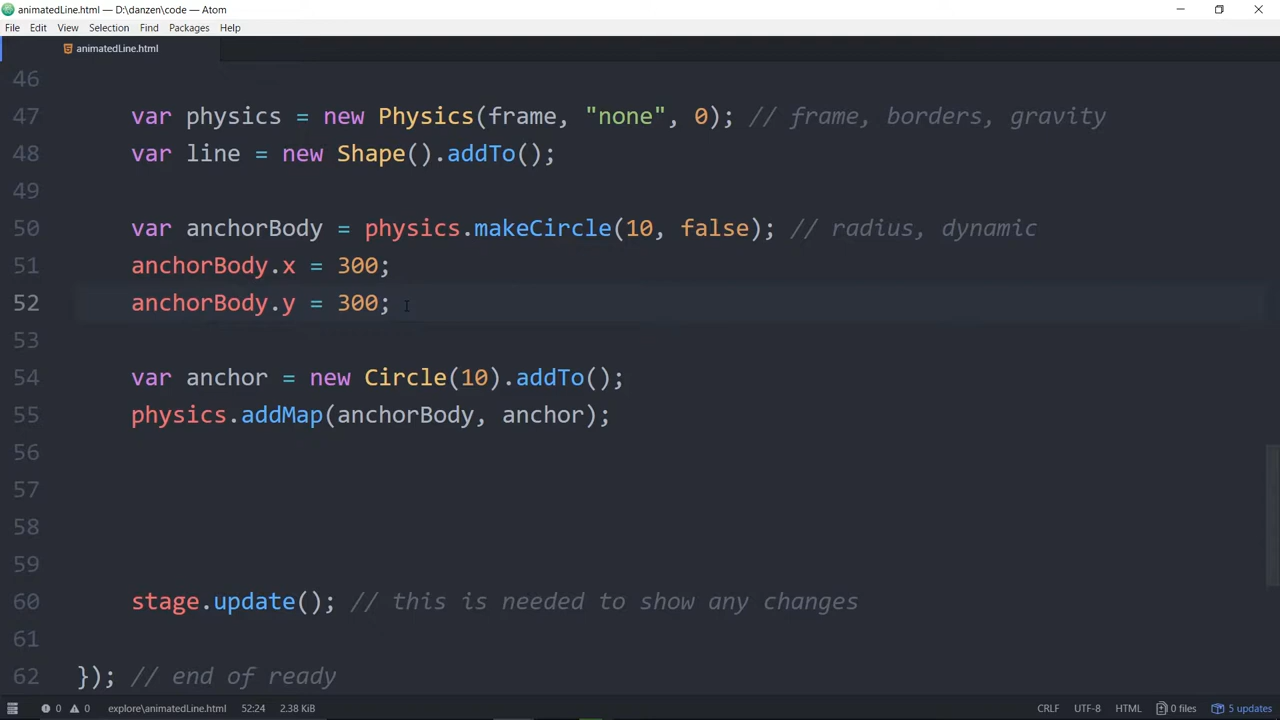 animatedLine.html — D:\danzen\code — Atom
File Edit View Selection Find Packages Help
animatedLine.html
46
47 var physics = new Physics(frame, "none", 0); // frame, borders, gravity
48 var line = new Shape().addTo();
49
50 var anchorBody = physics.makeCircle(10, false); // radius, dynamic
51 anchorBody.x = 300;
52 anchorBody.y = 300;
53
54 var anchor = new Circle(10).addTo();
55 physics.addMap(anchorBody, anchor);
56
57
58
59
60 stage.update(); // this is needed to show any changes
61
62 }); // end of ready
0 0 explore\animatedLine.html 52:24 2.38 KiB CRLF UTF-8 HTML 0 files 5 updates